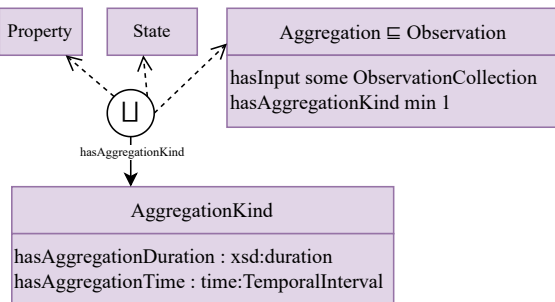 Property
State
Aggregation ⊑ Observation
hasInput some ObservationCollection
hasAggregationKind min 1
⊔
hasAggregationKind
AggregationKind
hasAggregationDuration : xsd:duration
hasAggregationTime : time:TemporalInterval